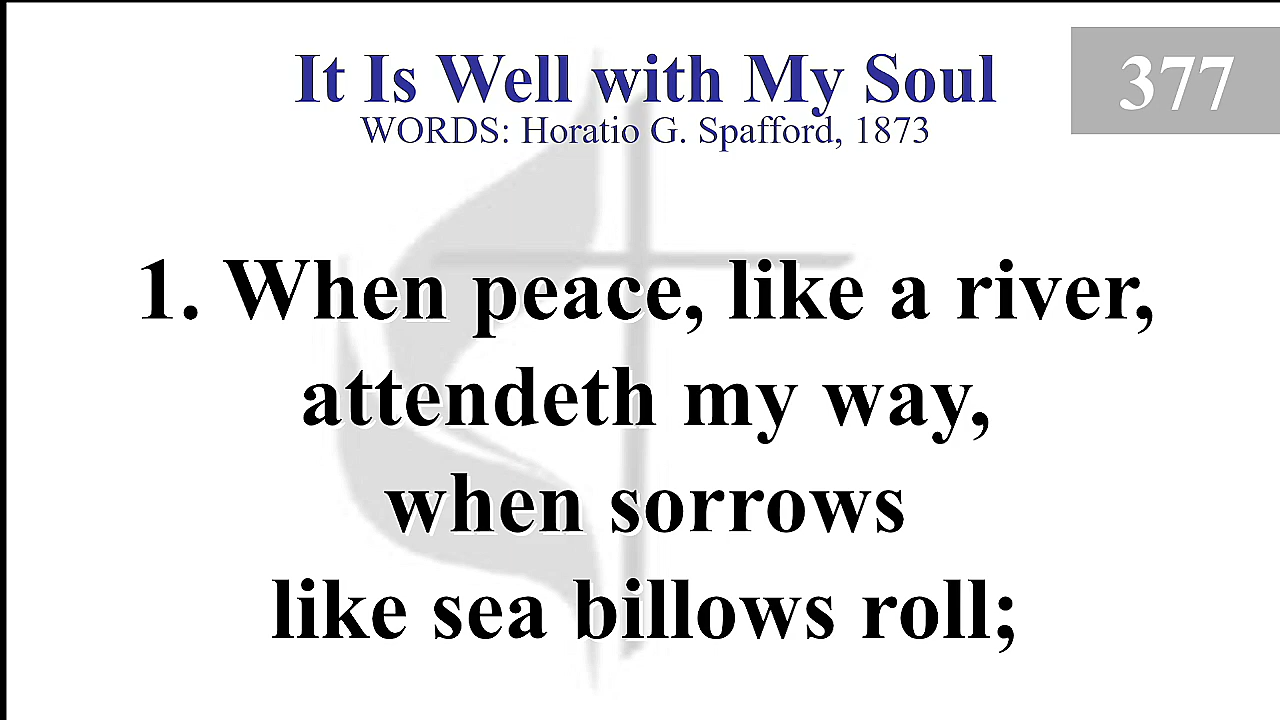 It Is Well with My Soul
377
WORDS: Horatio G. Spafford, 1873
1. When peace, like a river,
attendeth my way,
when sorrows
like sea billows roll;